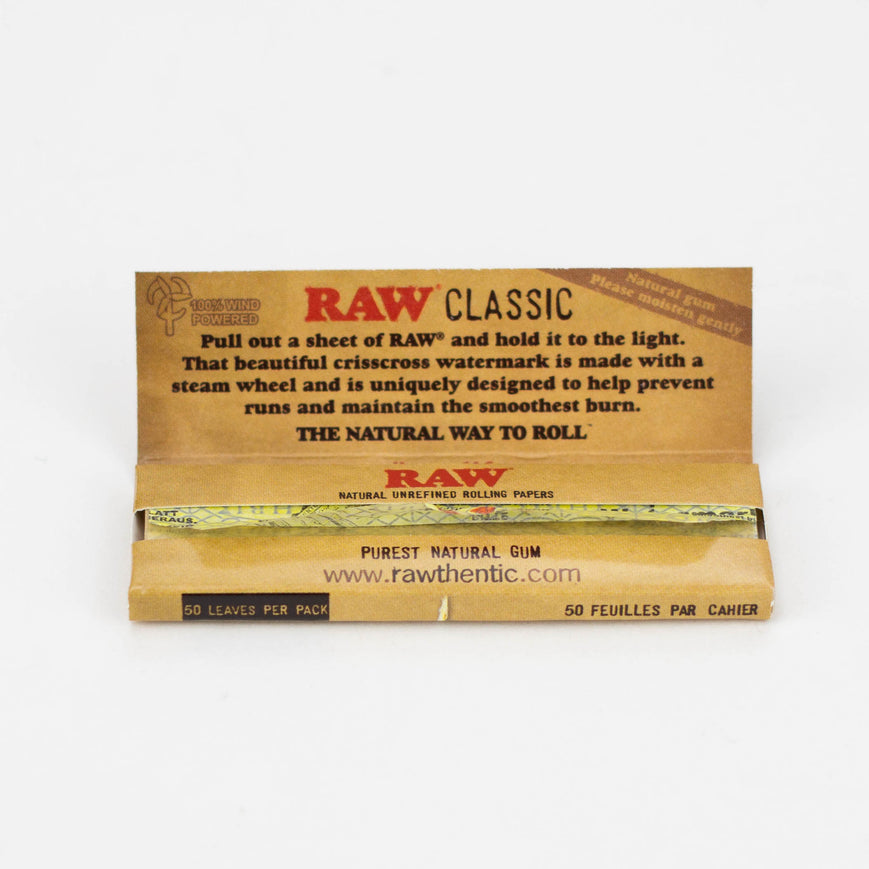 100% WIND
POWERED
RAW® CLASSIC
Natural gum
Please moisten gently
Pull out a sheet of RAW® and hold it to the light.
That beautiful crisscross watermark is made with a
steam wheel and is uniquely designed to help prevent
runs and maintain the smoothest burn.
THE NATURAL WAY TO ROLL™
RAW™
NATURAL UNREFINED ROLLING PAPERS
PUREST NATURAL GUM
www.rawthentic.com
50 LEAVES PER PACK
50 FEUILLES PAR CAHIER